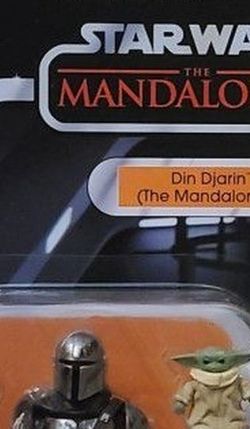 STAR WA
THE
MANDALO
Din Djarin
(The Mandalor